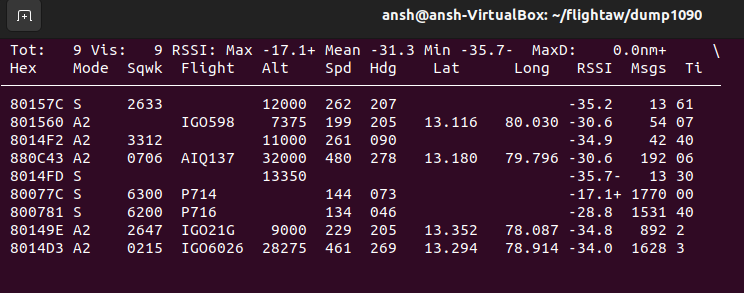 ansh@ansh-VirtualBox: ~/flightaw/dump1090
Tot: 9 Vis: 9 RSSI: Max -17.1+ Mean -31.3 Min -35.7- MaxD: 0.0nm+ \
Hex Mode Sqwk Flight Alt Spd Hdg Lat Long RSSI Msgs Ti
80157C S 2633 12000 262 207 -35.2 13 61
801560 A2 IGO598 7375 199 205 13.116 80.030 -30.6 54 07
8014F2 A2 3312 11000 261 090 -34.9 42 40
880C43 A2 0706 AIQ137 32000 480 278 13.180 79.796 -30.6 192 06
8014FD S 13350 -35.7- 13 30
80077C S 6300 P714 144 073 -17.1+ 1770 00
800781 S 6200 P716 134 046 -28.8 1531 40
80149E A2 2647 IGO21G 9000 229 205 13.352 78.087 -34.8 892 2
8014D3 A2 0215 IGO6026 28275 461 269 13.294 78.914 -34.0 1628 3